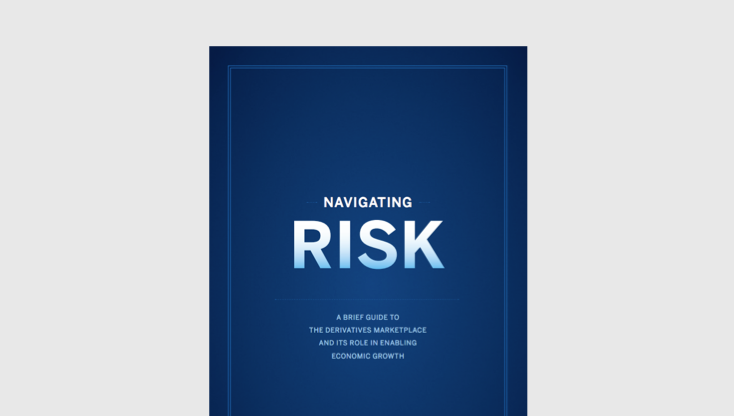 NAVIGATING
RISK
A BRIEF GUIDE TO
THE DERIVATIVES MARKETPLACE
AND ITS ROLE IN ENABLING
ECONOMIC GROWTH